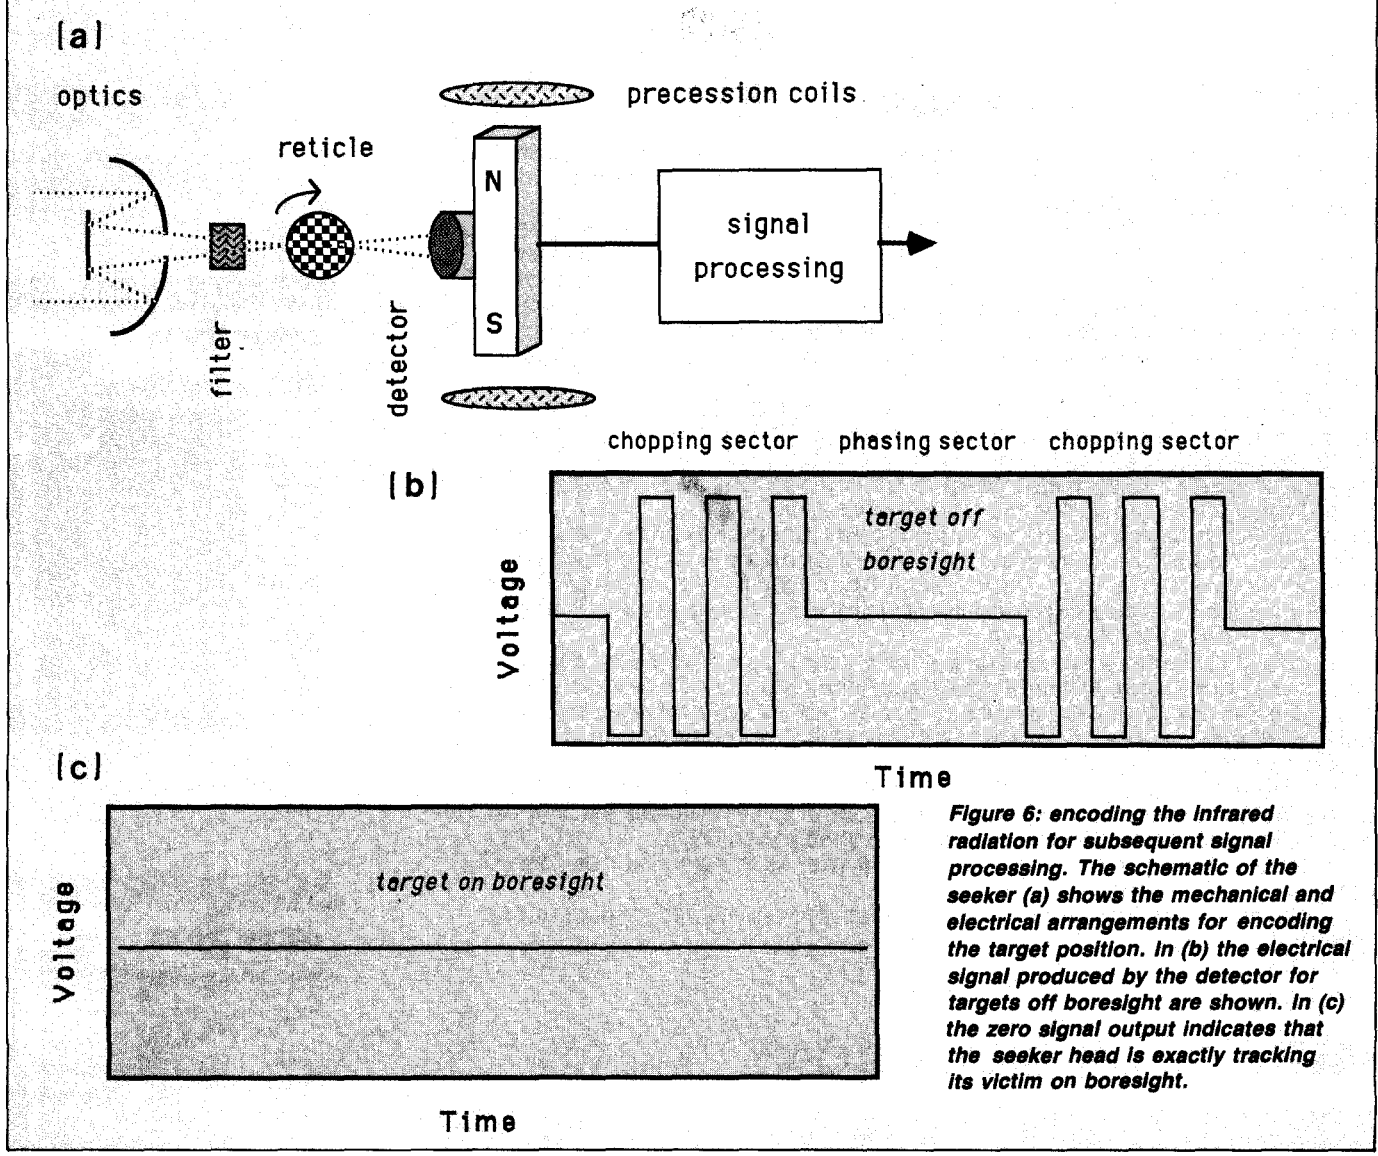 (a)
optics
precession coils
reticle
N
signal
processing
S
filter
detector
chopping sector phasing sector chopping sector
(b)
target off
boresight
Voltage
Time
(c)
target on boresight
Voltage
Time
Figure 6: encoding the infrared
radiation for subsequent signal
processing. The schematic of the
seeker (a) shows the mechanical and
electrical arrangements for encoding
the target position. In (b) the electrical
signal produced by the detector for
targets off boresight are shown. In (c)
the zero signal output indicates that
the seeker head is exactly tracking
its victim on boresight.